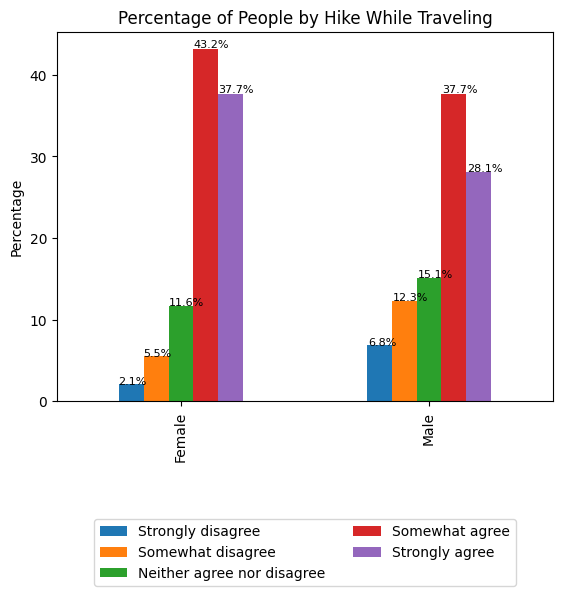 Percentage of People by Hike While Traveling
Percentage
40
30
20
10
0
2.1%
5.5%
11.6%
43.2%
37.7%
6.8%
12.3%
15.1%
37.7%
28.1%
Female
Male
Strongly disagree
Somewhat disagree
Neither agree nor disagree
Somewhat agree
Strongly agree